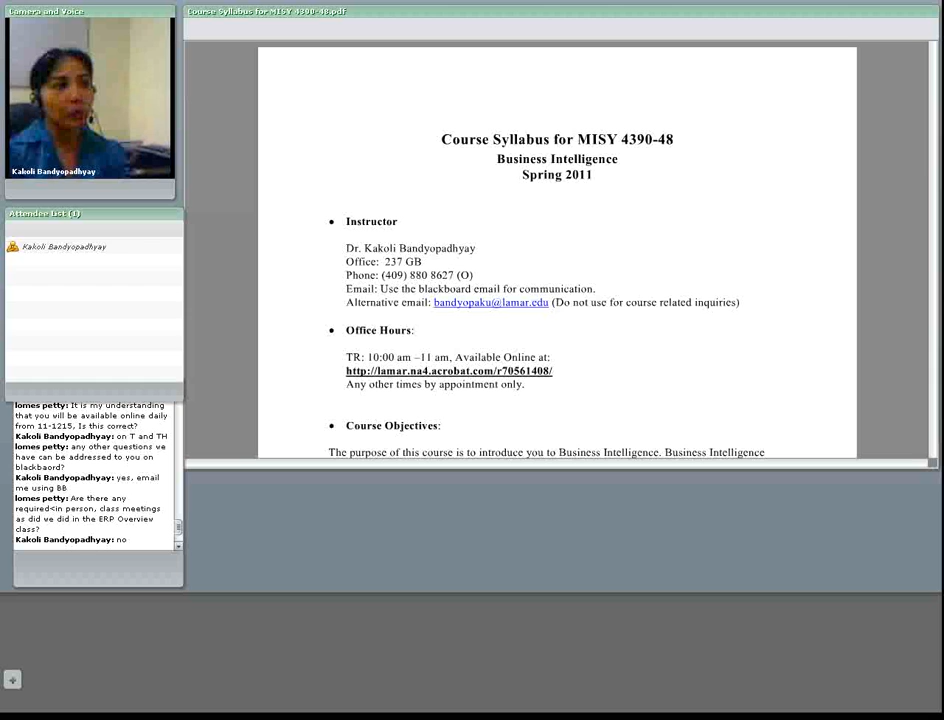 Camera and Voice
Kakoli Bandyopadhyay
Attendee List (1)
Kakoli Bandyopadhyay
lomes petty: It is my understanding
that you will be available online daily
from 11-1215, Is this correct?
Kakoli Bandyopadhyay: on T and TH
lomes petty: any other questions we
have can be addressed to you on
blackbaord?
Kakoli Bandyopadhyay: yes, email
me using BB
lomes petty: Are there any
required<in person, class meetings
as did we did in the ERP Overview
class?
Kakoli Bandyopadhyay: no
Course Syllabus for MISY 4390-48.pdf
Course Syllabus for MISY 4390-48
Business Intelligence
Spring 2011
• Instructor
Dr. Kakoli Bandyopadhyay
Office: 237 GB
Phone: (409) 880 8627 (O)
Email: Use the blackboard email for communication.
Alternative email: bandyopaku@lamar.edu (Do not use for course related inquiries)
• Office Hours:
TR: 10:00 am –11 am, Available Online at:
http://lamar.na4.acrobat.com/r70561408/
Any other times by appointment only.
• Course Objectives:
The purpose of this course is to introduce you to Business Intelligence. Business Intelligence